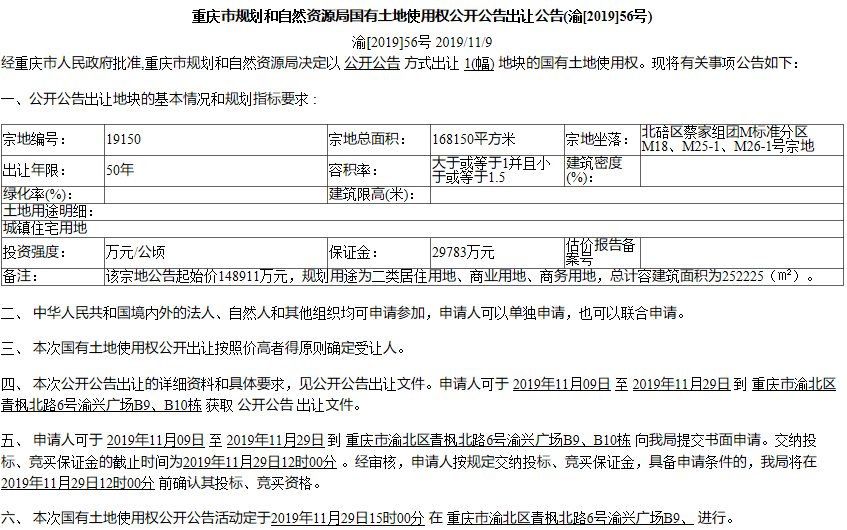 重庆市规划和自然资源局国有土地使用权公开公告出让公告(渝[2019]56号)
渝[2019]56号 2019/11/9
经重庆市人民政府批准,重庆市规划和自然资源局决定以 公开公告 方式出让 1(幅) 地块的国有土地使用权。现将有关事项公告如下：
一、公开公告出让地块的基本情况和规划指标要求：
宗地编号： 19150 宗地总面积： 168150平方米 宗地坐落： 北碚区蔡家组团M标准分区
M18、M25-1、M26-1号宗地
出让年限： 50年 容积率： 大于或等于1并且小
于或等于1.5 建筑密度
(%)：
绿化率(%)： 建筑限高(米)：
土地用途明细：
城镇住宅用地
投资强度： 万元/公顷 保证金： 29783万元 估价报告备
案号
备注： 该宗地公告起始价148911万元，规划用途为二类居住用地、商业用地、商务用地，总计容建筑面积为252225（㎡）。
二、 中华人民共和国境内外的法人、自然人和其他组织均可申请参加，申请人可以单独申请，也可以联合申请。
三、 本次国有土地使用权公开出让按照价高者得原则确定受让人。
四、 本次公开公告出让的详细资料和具体要求，见公开公告出让文件。申请人可于 2019年11月09日 至 2019年11月29日 到 重庆市渝北区
青枫北路6号渝兴广场B9、B10栋 获取 公开公告 出让文件。
五、 申请人可于 2019年11月09日 至 2019年11月29日 到 重庆市渝北区青枫北路6号渝兴广场B9、B10栋 向我局提交书面申请。交纳投
标、竞买保证金的截止时间为2019年11月29日12时00分 。经审核，申请人按规定交纳投标、竞买保证金，具备申请条件的，我局将在
2019年11月29日12时00分 前确认其投标、竞买资格。
六、 本次国有土地使用权公开公告活动定于2019年11月29日15时00分 在 重庆市渝北区青枫北路6号渝兴广场B9、 进行。